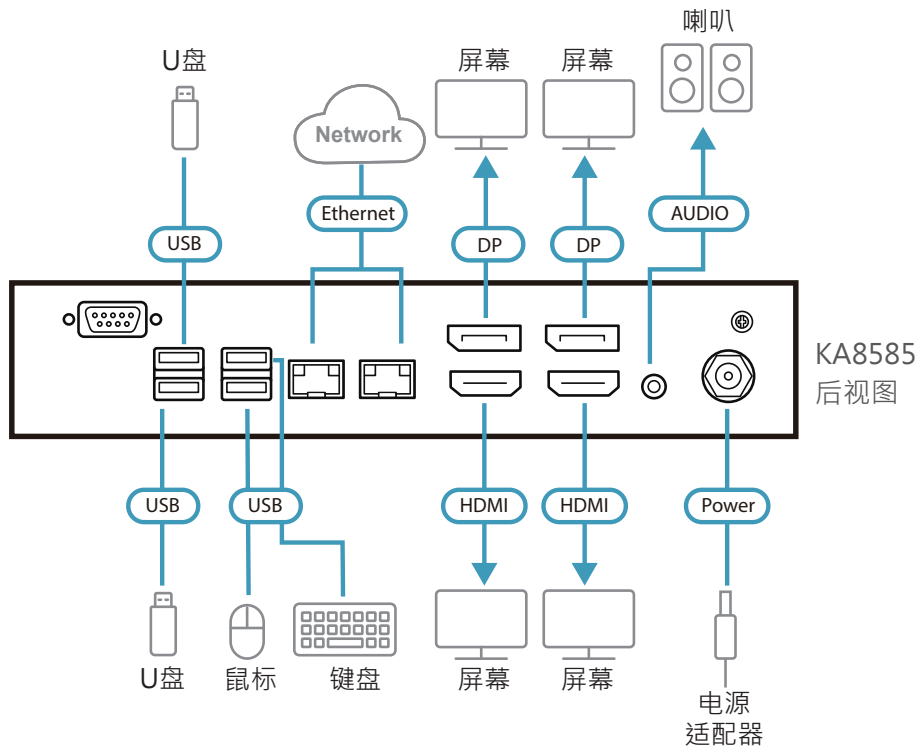 喇叭
U盘
屏幕
屏幕
Network
Ethernet
AUDIO
USB
DP
DP
KA8585
后视图
USB
USB
HDMI
HDMI
Power
U盘
鼠标
键盘
屏幕
屏幕
电源
适配器